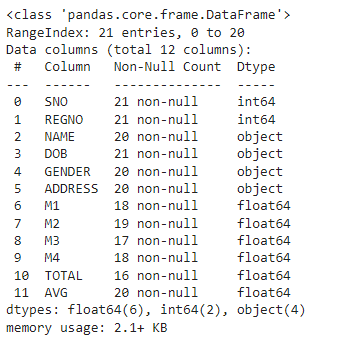 <class 'pandas.core.frame.DataFrame'>
RangeIndex: 21 entries, 0 to 20
Data columns (total 12 columns):
 #   Column   Non-Null Count  Dtype
---  ------   --------------  -----
 0   SNO      21 non-null     int64
 1   REGNO    21 non-null     int64
 2   NAME     20 non-null     object
 3   DOB      21 non-null     object
 4   GENDER   20 non-null     object
 5   ADDRESS  20 non-null     object
 6   M1       18 non-null     float64
 7   M2       19 non-null     float64
 8   M3       17 non-null     float64
 9   M4       18 non-null     float64
 10  TOTAL    16 non-null     float64
 11  AVG      20 non-null     float64
dtypes: float64(6), int64(2), object(4)
memory usage: 2.1+ KB